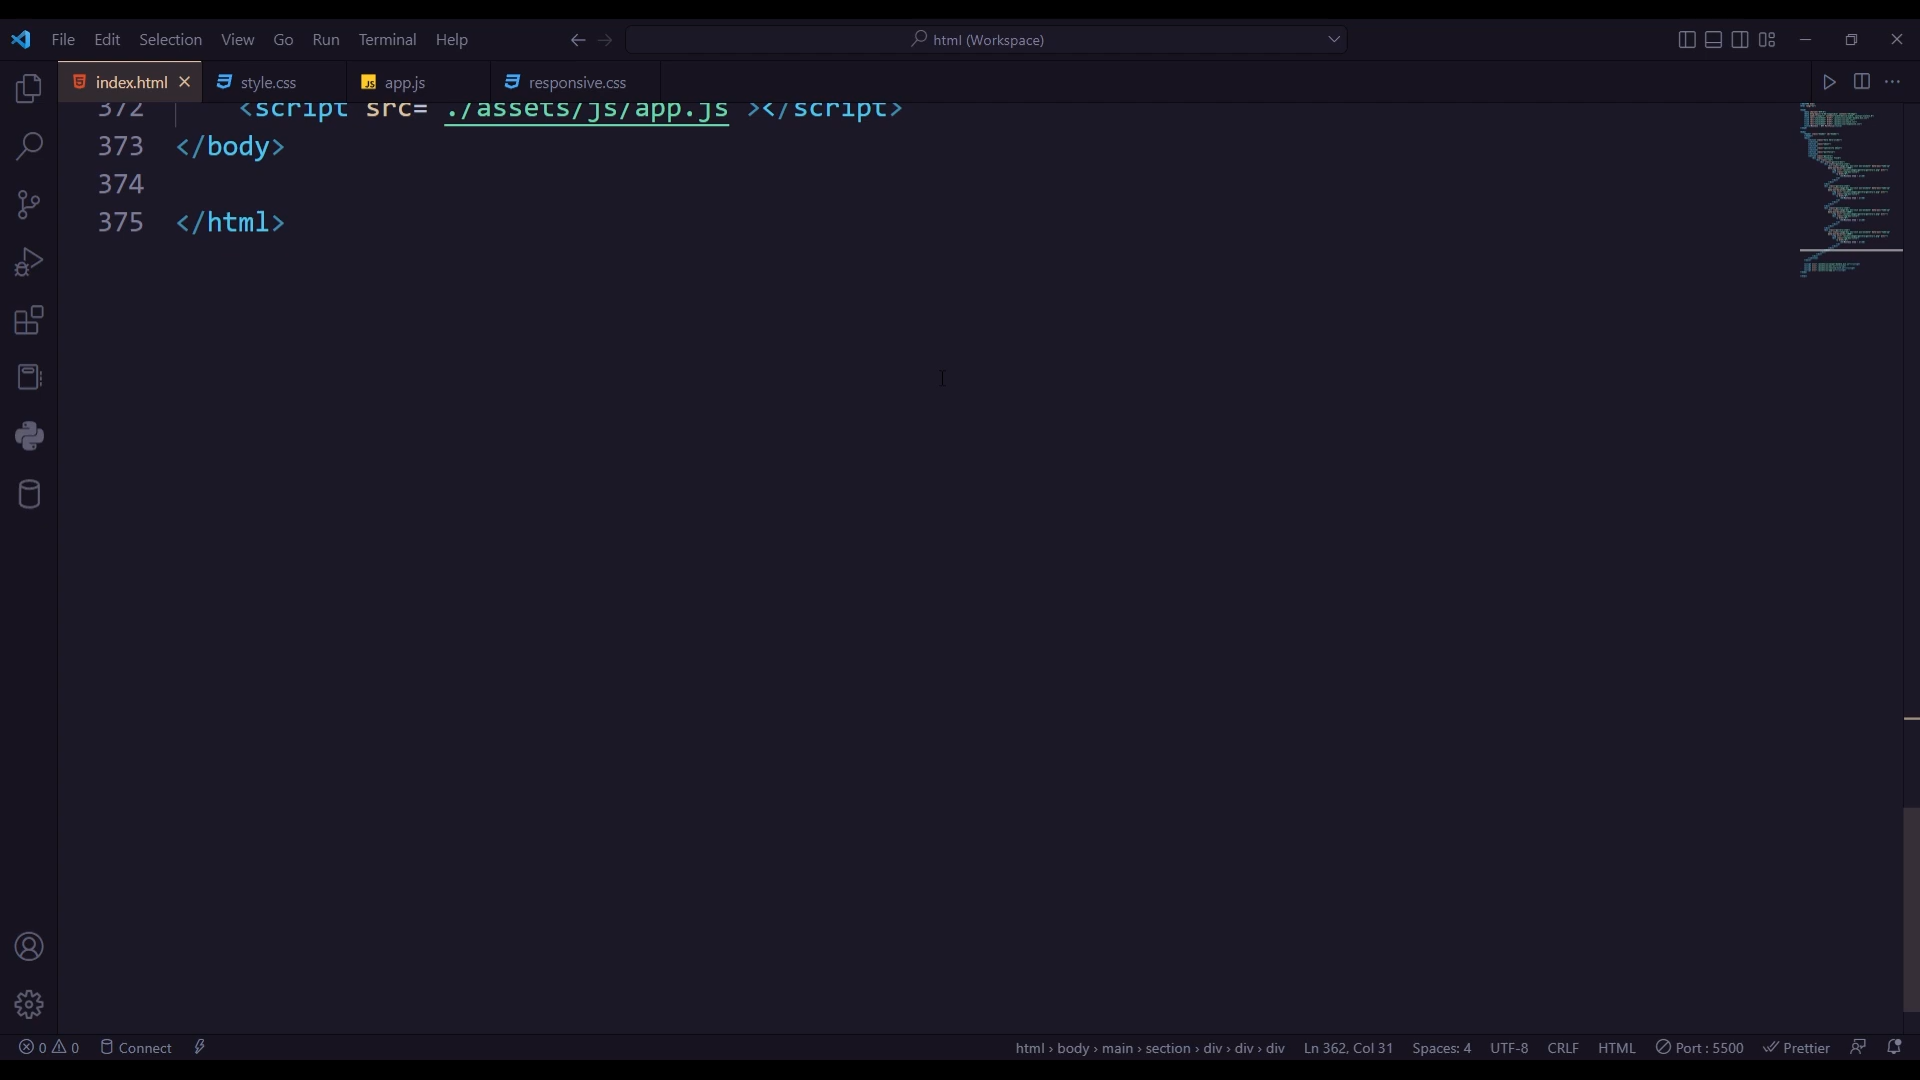 File Edit Selection View Go Run Terminal Help
html (Workspace)
index.html
style.css
JS app.js
responsive.css
372 <script src="./assets/js/app.js"></script>
373 </body>
374
375 </html>
0 0 Connect
html › body › main › section › div › div › div
Ln 362, Col 31 Spaces: 4 UTF-8 CRLF HTML Port : 5500 Prettier